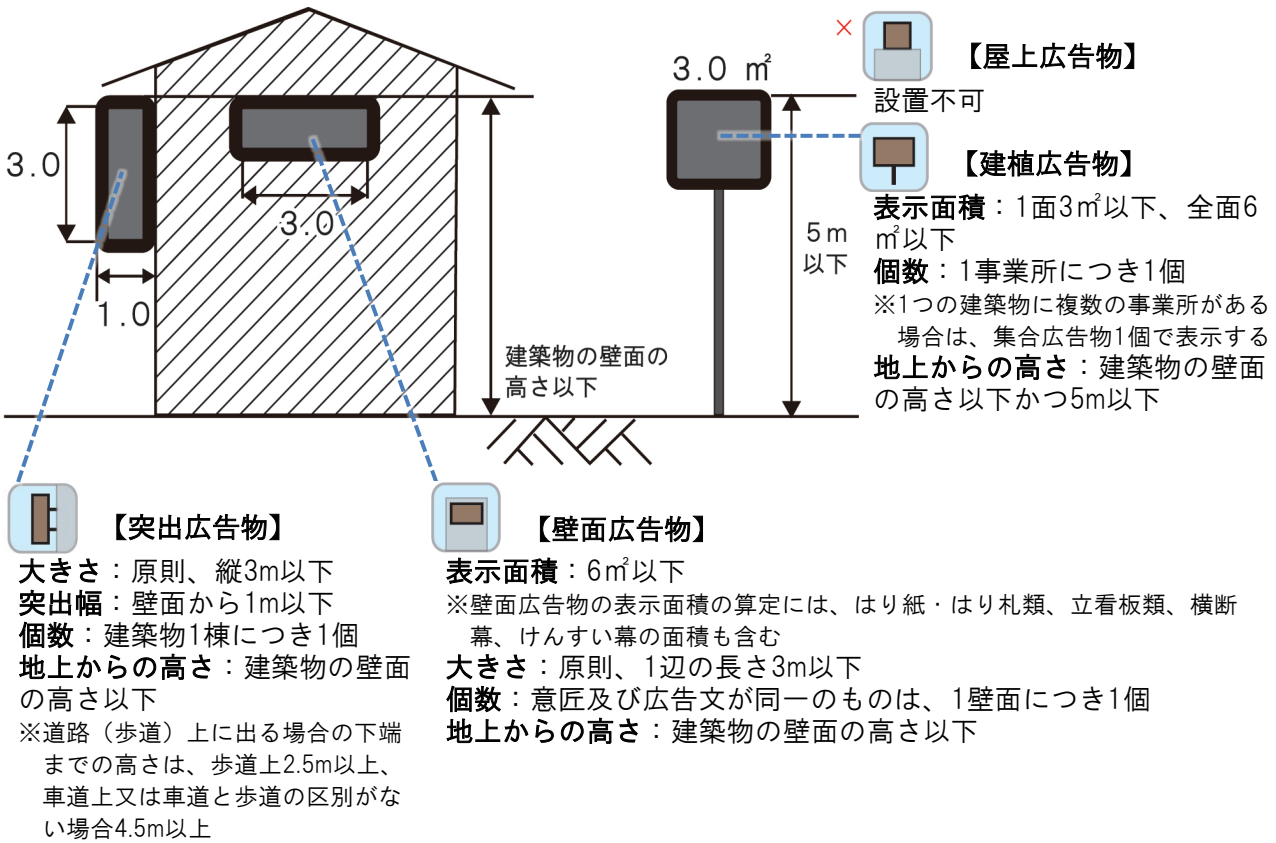 3.0
1.0
3.0
建築物の壁面の
高さ以下
3.0 ㎡
5m
以下
×
【屋上広告物】
設置不可
【建植広告物】
表示面積：1面3㎡以下、全面6
㎡以下
個数：1事業所につき1個
※1つの建築物に複数の事業所がある
場合は、集合広告物1個で表示する
地上からの高さ：建築物の壁面
の高さ以下かつ5m以下
【突出広告物】
大きさ：原則、縦3m以下
突出幅：壁面から1m以下
個数：建築物1棟につき1個
地上からの高さ：建築物の壁面
の高さ以下
※道路（歩道）上に出る場合の下端
までの高さは、歩道上2.5m以上、
車道上又は車道と歩道の区別がな
い場合4.5m以上
【壁面広告物】
表示面積：6㎡以下
※壁面広告物の表示面積の算定には、はり紙・はり札類、立看板類、横断
幕、けんすい幕の面積も含む
大きさ：原則、1辺の長さ3m以下
個数：意匠及び広告文が同一のものは、1壁面につき1個
地上からの高さ：建築物の壁面の高さ以下